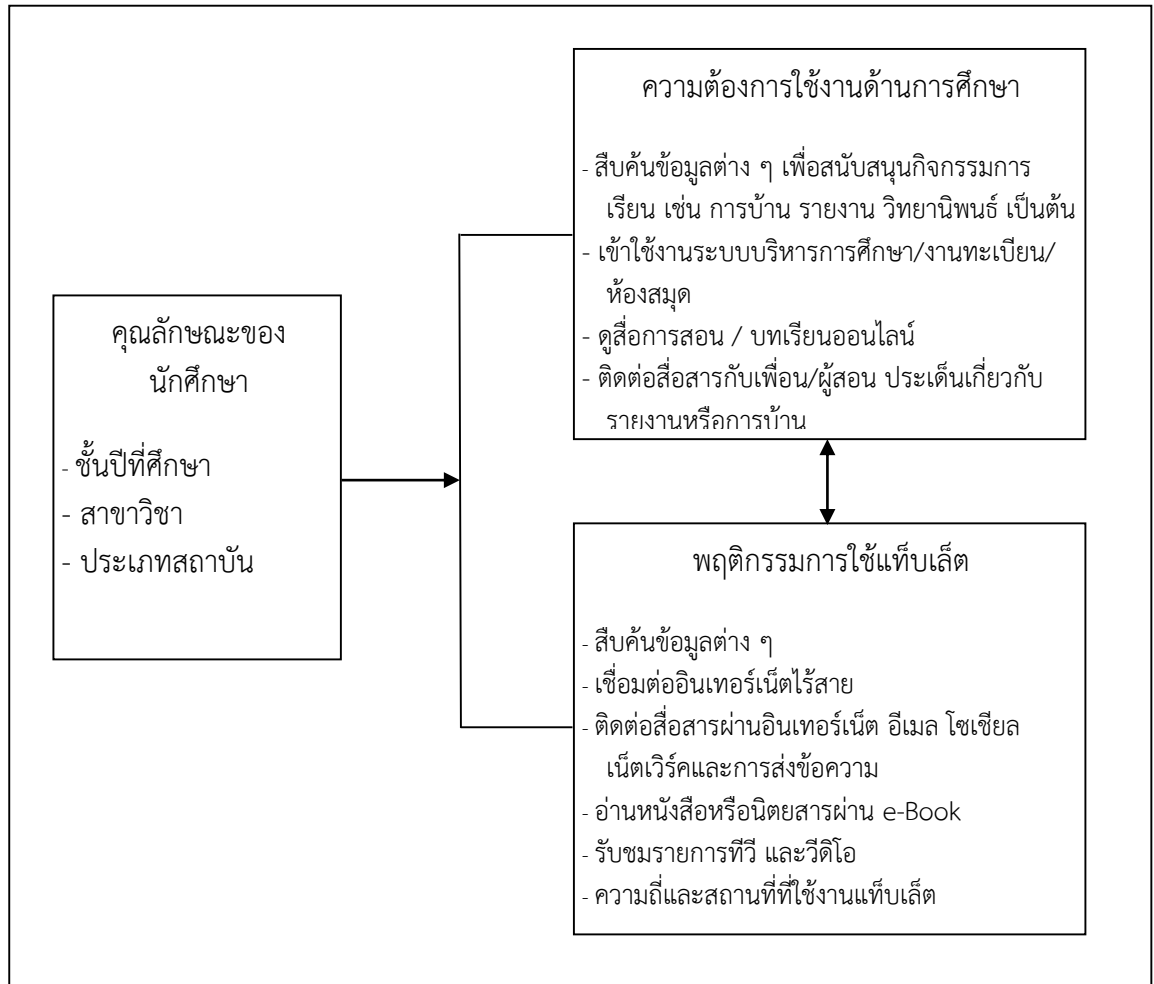 คุณลักษณะของ
นักศึกษา
- ชั้นปีที่ศึกษา
- สาขาวิชา
- ประเภทสถาบัน
ความต้องการใช้งานด้านการศึกษา
- สืบค้นข้อมูลต่าง ๆ เพื่อสนับสนุนกิจกรรมการ
เรียน เช่น การบ้าน รายงาน วิทยานิพนธ์ เป็นต้น
- เข้าใช้งานระบบบริหารการศึกษา/งานทะเบียน/
ห้องสมุด
- ดูสื่อการสอน / บทเรียนออนไลน์
- ติดต่อสื่อสารกับเพื่อน/ผู้สอน ประเด็นเกี่ยวกับ
รายงานหรือการบ้าน
พฤติกรรมการใช้แท็บเล็ต
- สืบค้นข้อมูลต่าง ๆ
- เชื่อมต่ออินเทอร์เน็ตไร้สาย
- ติดต่อสื่อสารผ่านอินเทอร์เน็ต อีเมล โซเชียล
เน็ตเวิร์คและการส่งข้อความ
- อ่านหนังสือหรือนิตยสารผ่าน e-Book
- รับชมรายการทีวี และวีดิโอ
- ความถี่และสถานที่ที่ใช้งานแท็บเล็ต